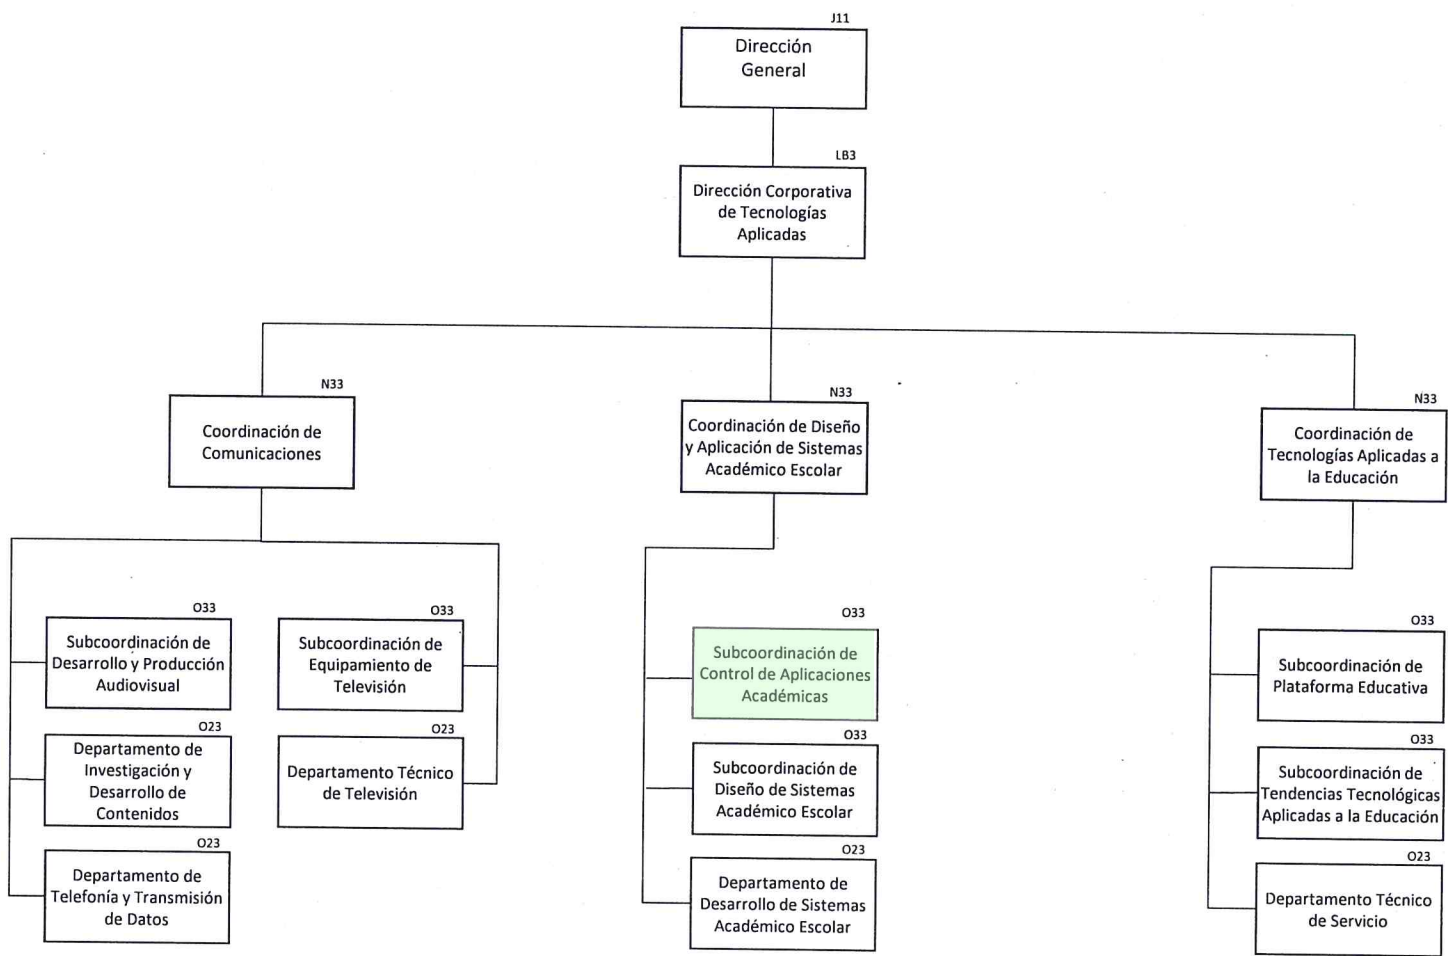 J11
Dirección
General
LB3
Dirección Corporativa
de Tecnologías
Aplicadas
N33
Coordinación de
Comunicaciones
N33
Coordinación de Diseño
y Aplicación de Sistemas
Académico Escolar
N33
Coordinación de
Tecnologías Aplicadas a
la Educación
O33
Subcoordinación de
Desarrollo y Producción
Audiovisual
O33
Subcoordinación de
Equipamiento de
Televisión
O33
Subcoordinación de
Control de Aplicaciones
Académicas
O33
Subcoordinación de
Plataforma Educativa
O23
Departamento de
Investigación y
Desarrollo de
Contenidos
O23
Departamento Técnico
de Televisión
O33
Subcoordinación de
Diseño de Sistemas
Académico Escolar
O33
Subcoordinación de
Tendencias Tecnológicas
Aplicadas a la Educación
O23
Departamento de
Telefonía y Transmisión
de Datos
O23
Departamento de
Desarrollo de Sistemas
Académico Escolar
O23
Departamento Técnico
de Servicio